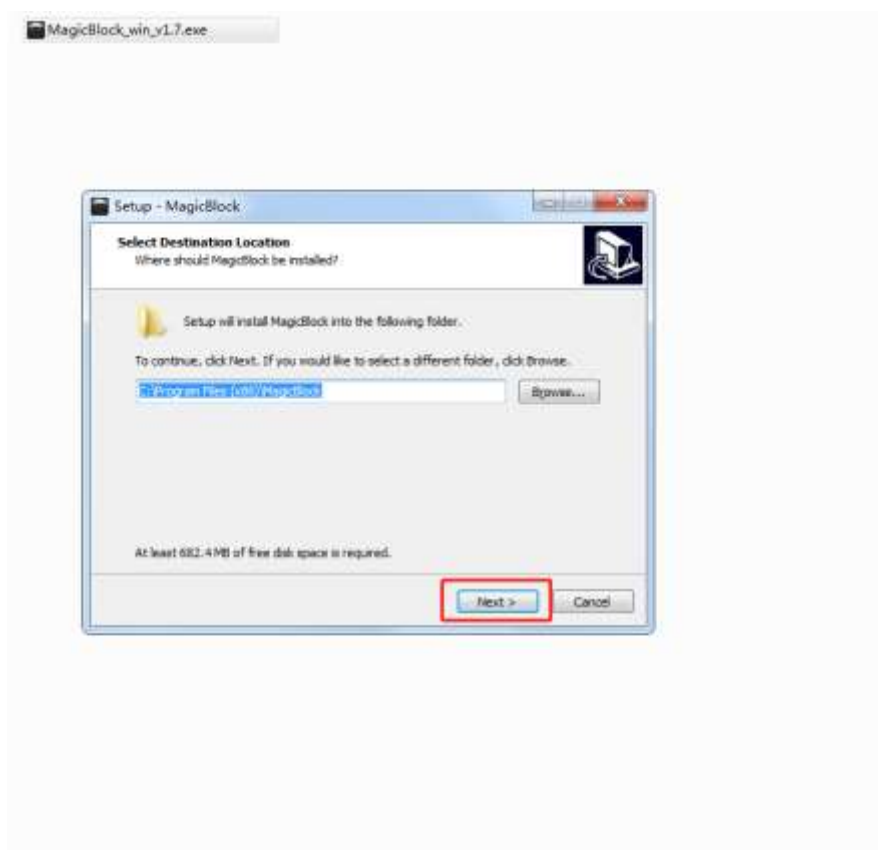 MagicBlock_win_v1.7.exe
Setup - MagicBlock
Select Destination Location
Where should MagicBlock be installed?
Setup will install MagicBlock into the following folder.
To continue, click Next. If you would like to select a different folder, click Browse.
C:\Program Files (x86)\MagicBlock
Browse...
At least 682.4 MB of free disk space is required.
Next >
Cancel